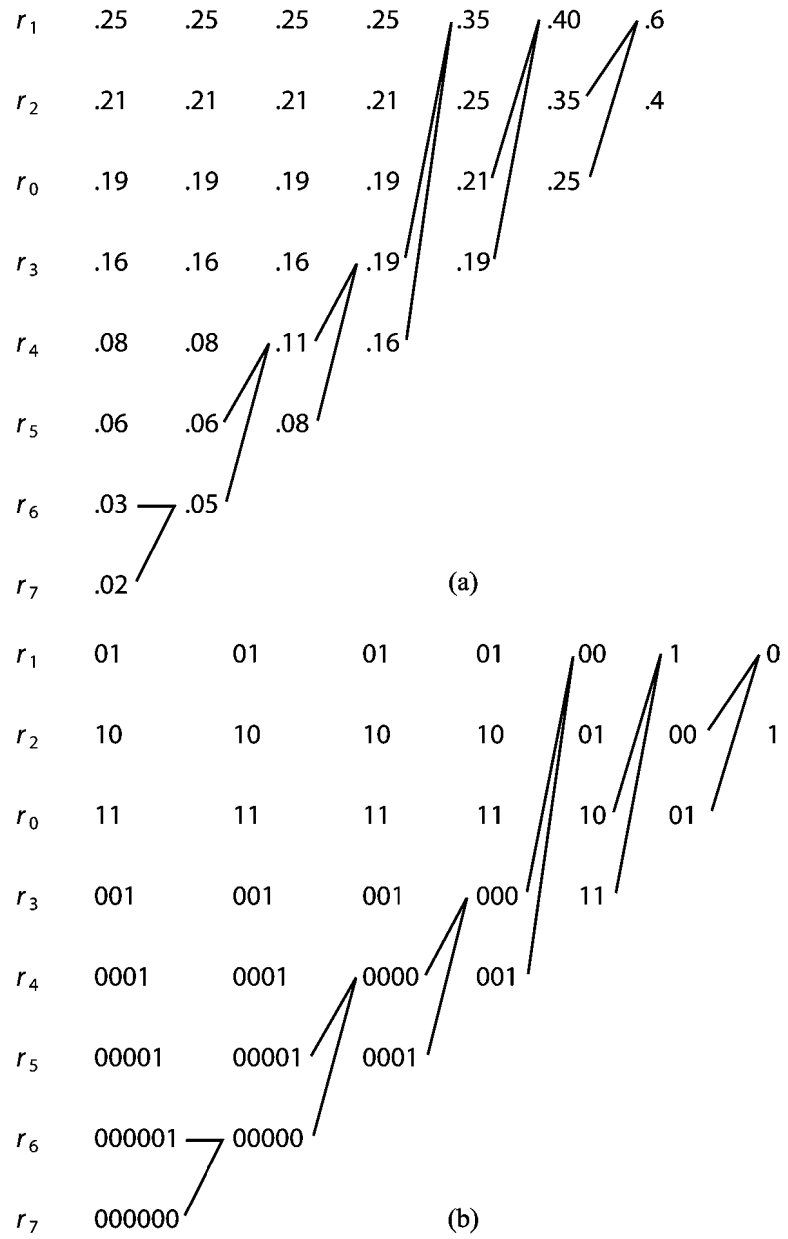 r1 .25 .25 .25 .25 .35 .40 .6
r2 .21 .21 .21 .21 .25 .35 .4
r0 .19 .19 .19 .19 .21 .25
r3 .16 .16 .16 .19 .19
r4 .08 .08 .11 .16
r5 .06 .06 .08
r6 .03 .05
r7 .02 (a)
r1 01 01 01 01 00 1 0
r2 10 10 10 10 01 00 1
r0 11 11 11 11 10 01
r3 001 001 001 000 11
r4 0001 0001 0000 001
r5 00001 00001 0001
r6 000001 00000
r7 000000 (b)